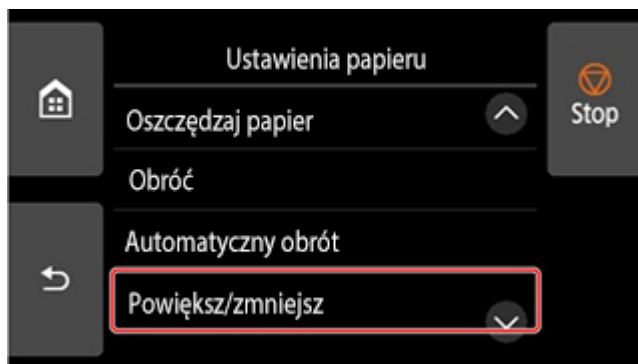 Ustawienia papieru
Stop
Oszczędzaj papier
Obróć
Automatyczny obrót
Powiększ/zmniejsz